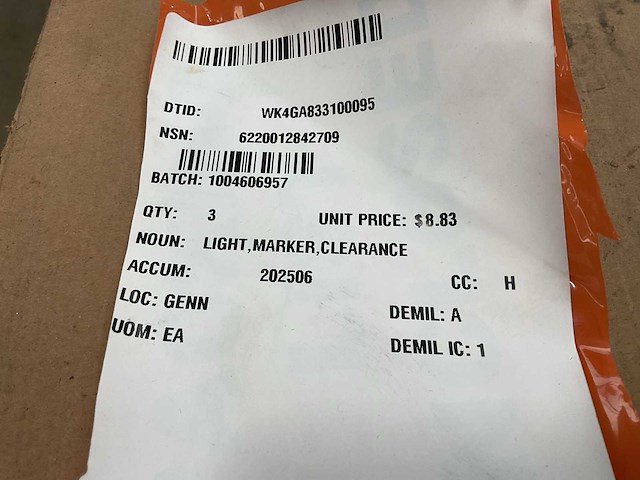 DTID: WK4GA833100095
NSN: 6220012842709
BATCH: 1004606957
QTY: 3 UNIT PRICE: $8.83
NOUN: LIGHT,MARKER,CLEARANCE
ACCUM: 202506 CC: H
LOC: GENN DEMIL: A
UOM: EA DEMIL IC: 1